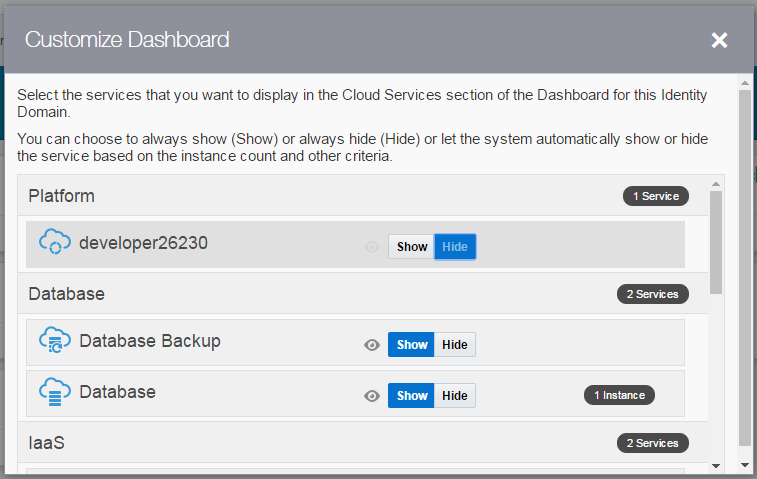 Customize Dashboard
Select the services that you want to display in the Cloud Services section of the Dashboard for this Identity
Domain.
You can choose to always show (Show) or always hide (Hide) or let the system automatically show or hide
the service based on the instance count and other criteria.
Platform 1 Service
developer26230 Show Hide
Database 2 Services
Database Backup Show Hide
Database Show Hide 1 Instance
IaaS 2 Services